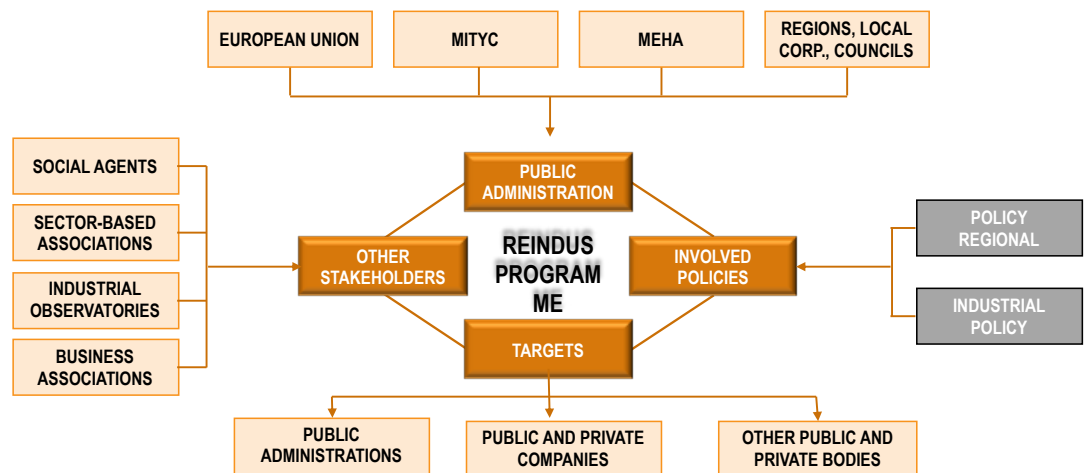 EUROPEAN UNION
MITYC
MEHA
REGIONS, LOCAL
CORP., COUNCILS
SOCIAL AGENTS
SECTOR-BASED
ASSOCIATIONS
INDUSTRIAL
OBSERVATORIES
BUSINESS
ASSOCIATIONS
PUBLIC
ADMINISTRATION
OTHER
STAKEHOLDERS
REINDUS
PROGRAM
ME
INVOLVED
POLICIES
TARGETS
POLICY
REGIONAL
INDUSTRIAL
POLICY
PUBLIC
ADMINISTRATIONS
PUBLIC AND PRIVATE
COMPANIES
OTHER PUBLIC AND
PRIVATE BODIES